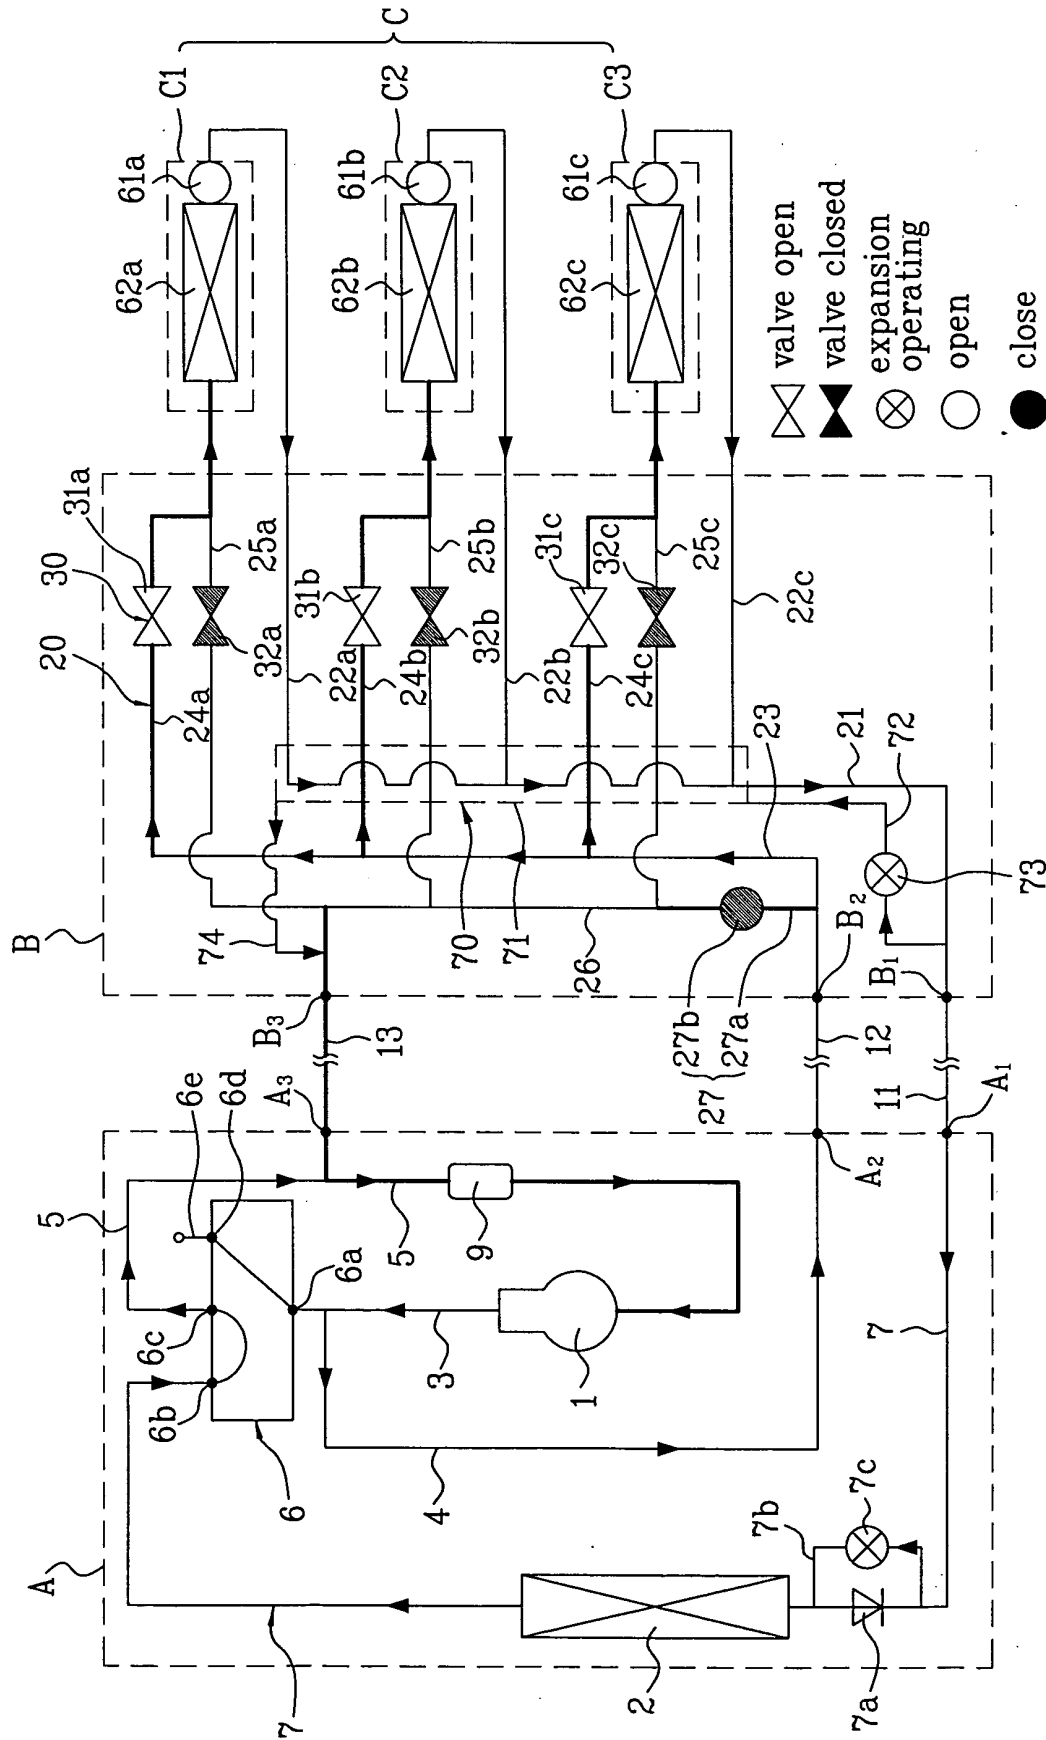 C
C1
C2
C3
61a
61b
61c
62a
62b
62c
valve open
valve closed
expansion
operating
open
close
B
20
30
31a
24a
32a
25a
22a
31b
24b
32b
25b
22b
31c
24c
32c
25c
22c
74
70
71
26
23
21
72
73
27b
27a
27
B3
B2
B1
13
12
11
A3
A2
A1
A
5
6e
6d
6c
6b
6a
6
5
9
3
1
4
7
7
2
7a
7b
7c